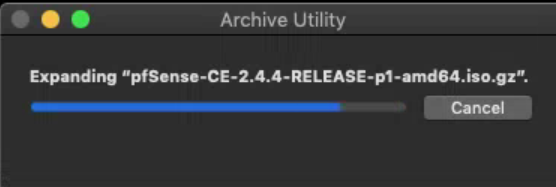 Archive Utility
Expanding “pfSense-CE-2.4.4-RELEASE-p1-amd64.iso.gz”.
Cancel